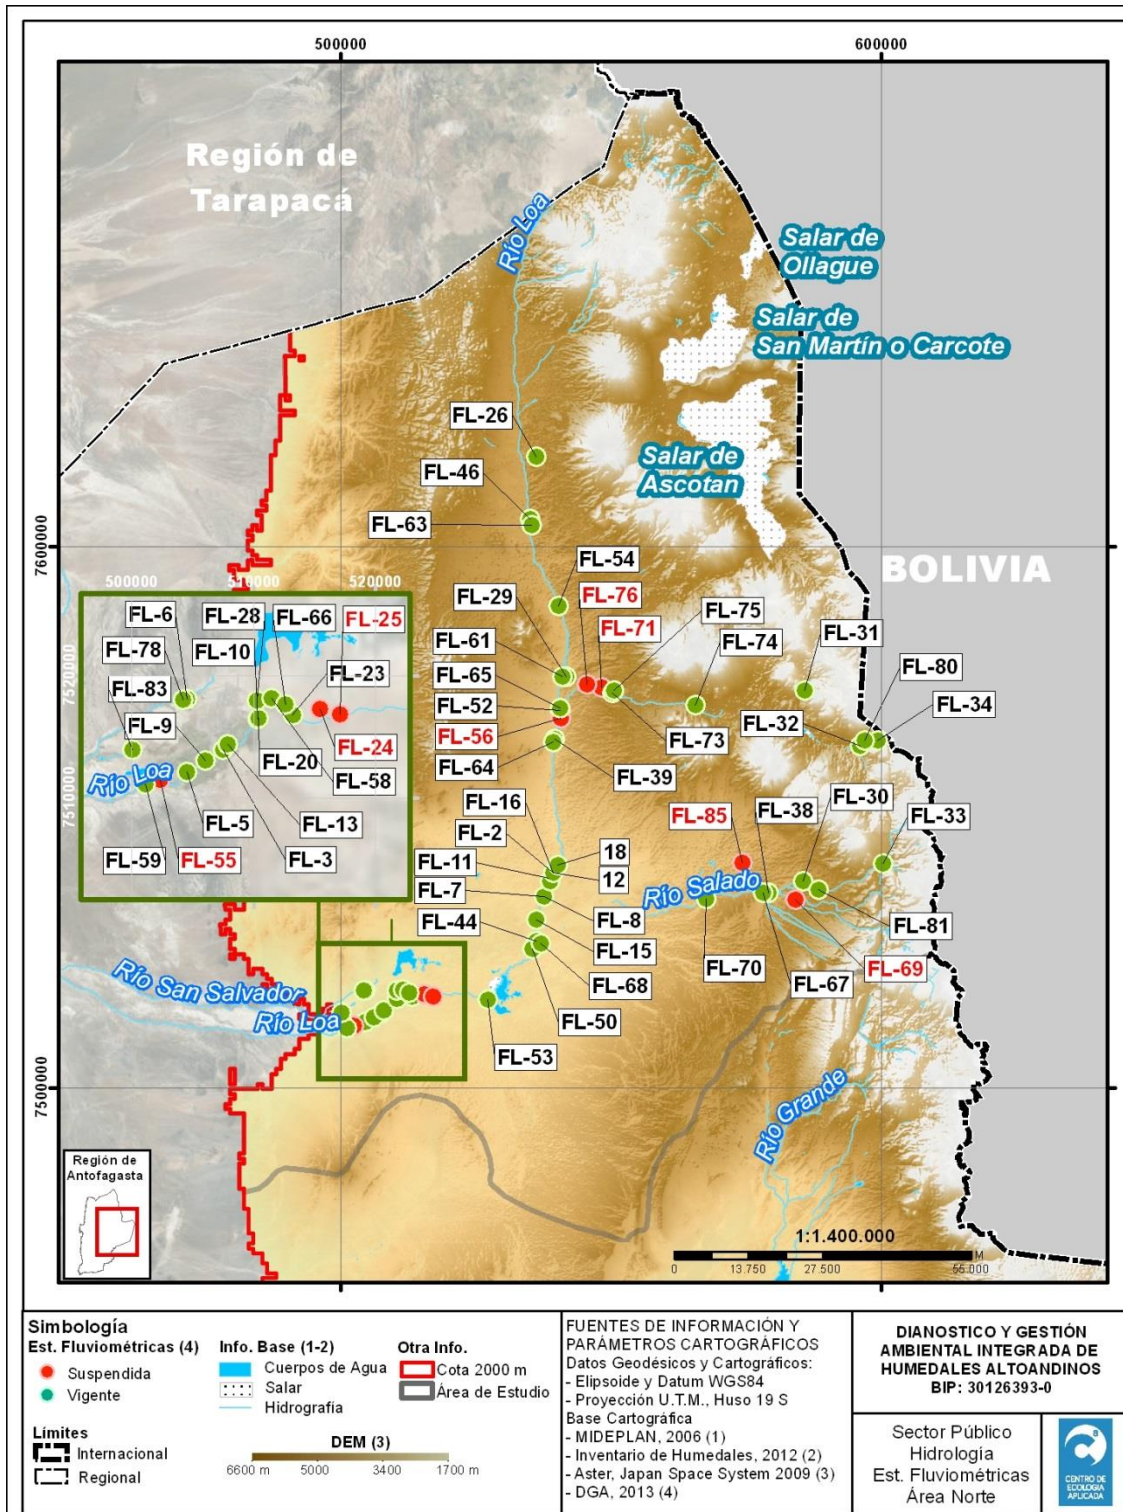 500000
600000
Región de
Tarapacá
Río Loa
Salar de
Ollague
Salar de
San Martín o Carcote
FL-26
Salar de
Ascotan
FL-46
FL-63
7600000
BOLIVIA
FL-54
FL-29
FL-76
FL-75
FL-71
FL-74
FL-31
FL-61
FL-80
FL-65
FL-34
FL-52
FL-73
FL-32
FL-56
FL-64
FL-39
FL-30
FL-16
FL-85
FL-38
FL-33
FL-2
18
FL-11
12
FL-7
Río Salado
FL-8
FL-44
FL-81
FL-15
FL-70
FL-69
FL-68
FL-67
FL-50
FL-53
500000
510000
520000
FL-6
FL-28
FL-66
FL-25
FL-78
FL-10
FL-23
7520000
FL-83
FL-9
FL-24
FL-20
FL-58
Río Loa
7510000
FL-5
FL-13
FL-59
FL-55
FL-3
Río San Salvador
Río Loa
7500000
Río Grande
Región de
Antofagasta
1:1.400.000
M
0 13.750 27.500 55.000
Simbología
Est. Fluviométricas (4)
Suspendida
Vigente
Límites
Internacional
Regional
Info. Base (1-2)
Cuerpos de Agua
Salar
Hidrografía
Otra Info.
Cota 2000 m
Área de Estudio
DEM (3)
6600 m 5000 3400 1700 m
FUENTES DE INFORMACIÓN Y
PARÁMETROS CARTOGRÁFICOS
Datos Geodésicos y Cartográficos:
- Elipsoide y Datum WGS84
- Proyección U.T.M., Huso 19 S
Base Cartográfica
- MIDEPLAN, 2006 (1)
- Inventario de Humedales, 2012 (2)
- Aster, Japan Space System 2009 (3)
- DGA, 2013 (4)
DIANOSTICO Y GESTIÓN
AMBIENTAL INTEGRADA DE
HUMEDALES ALTOANDINOS
BIP: 30126393-0
Sector Público
Hidrología
Est. Fluviométricas
Área Norte
CENTRO DE
ECOLOGÍA
APLICADA